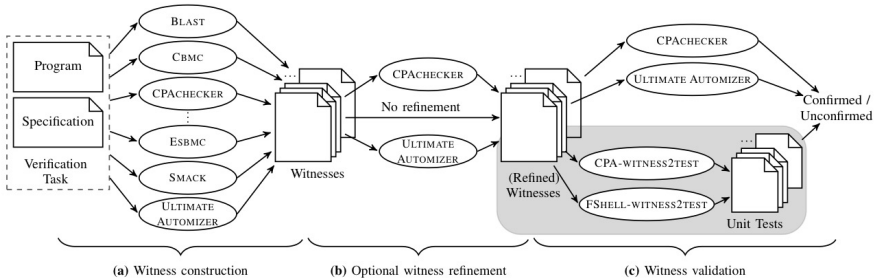 Program
Specification
Verification
Task
BLAST
CBMC
CPACHECKER
ESBMC
SMACK
ULTIMATE
AUTOMIZER
...
Witnesses
CPACHECKER
No refinement
ULTIMATE
AUTOMIZER
...
(Refined)
Witnesses
CPACHECKER
ULTIMATE AUTOMIZER
CPA-WITNESS2TEST
FSHELL-WITNESS2TEST
...
Unit Tests
Confirmed /
Unconfirmed
(a) Witness construction
(b) Optional witness refinement
(c) Witness validation